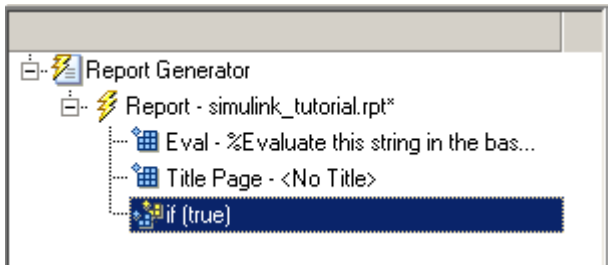 Report Generator
Report - simulink_tutorial.rpt*
Eval - %Evaluate this string in the bas...
Title Page - <No Title>
if (true)